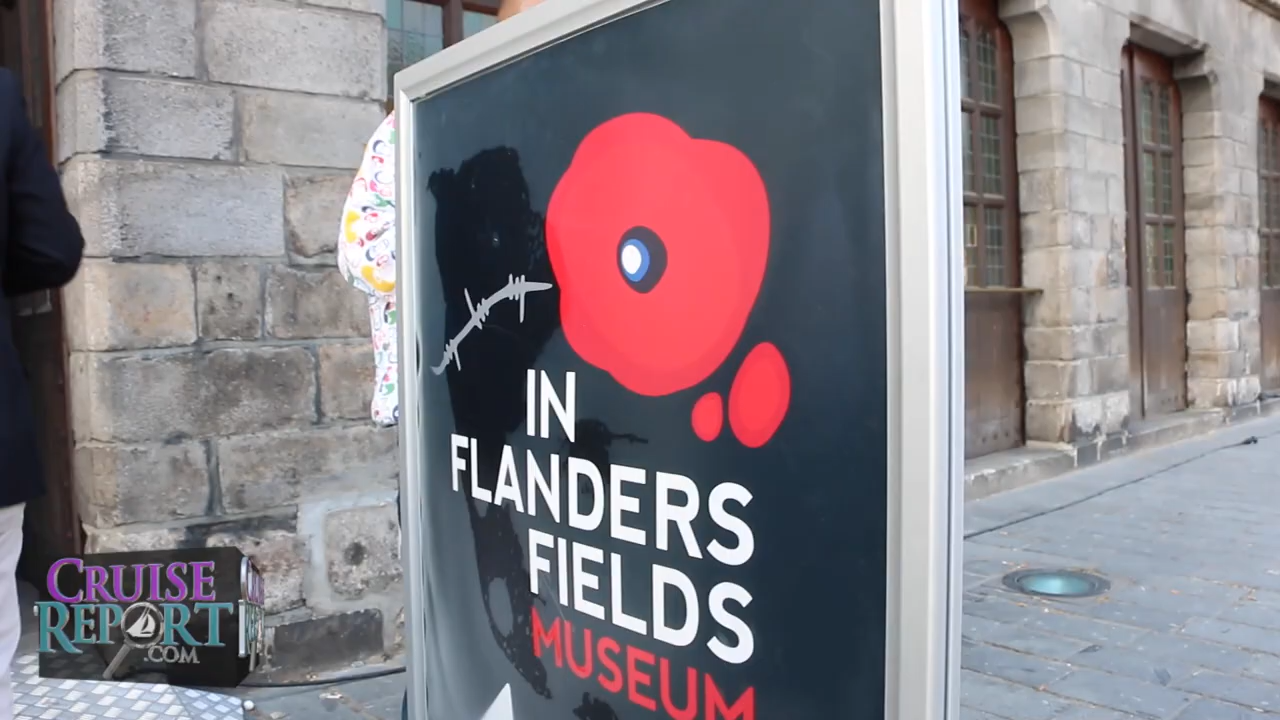 IN
FLANDERS
FIELDS
MUSEUM
CRUISE
REPORT
.COM